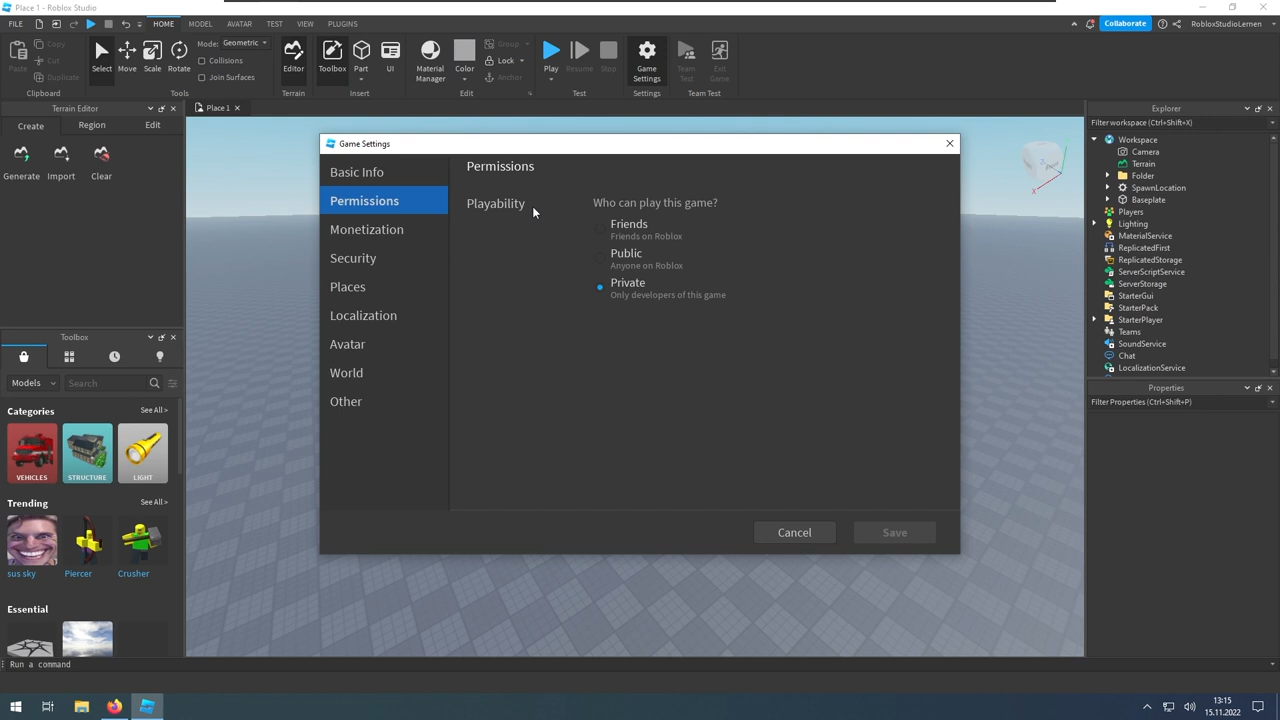 Place 1 - Roblox Studio
FILE HOME MODEL AVATAR TEST VIEW PLUGINS
Collaborate
RobloxStudioLernen
Paste
Copy
Cut
Duplicate
Clipboard
Select Move Scale Rotate
Mode: Geometric
Collisions
Join Surfaces
Tools
Editor
Terrain
Toolbox Part UI
Insert
Material
Manager
Color
Group
Lock
Anchor
Edit
Play Resume Stop
Test
Game
Settings
Settings
Team
Test
Exit
Game
Team Test
Terrain Editor
Create Region Edit
Generate Import Clear
Place 1
Game Settings
Basic Info
Permissions
Monetization
Security
Places
Localization
Avatar
World
Other
Permissions
Playability
Who can play this game?
Friends
Friends on Roblox
Public
Anyone on Roblox
Private
Only developers of this game
Cancel Save
Toolbox
Models Search
Categories See All >
VEHICLES STRUCTURE LIGHT
Trending See All >
sus sky Piercer Crusher
Essential
Explorer
Filter workspace (Ctrl+Shift+X)
Workspace
Camera
Terrain
Folder
SpawnLocation
Baseplate
Players
Lighting
MaterialService
ReplicatedFirst
ReplicatedStorage
ServerScriptService
ServerStorage
StarterGui
StarterPack
StarterPlayer
Teams
SoundService
Chat
LocalizationService
Properties
Filter Properties (Ctrl+Shift+P)
Run a command
13:15
15.11.2022